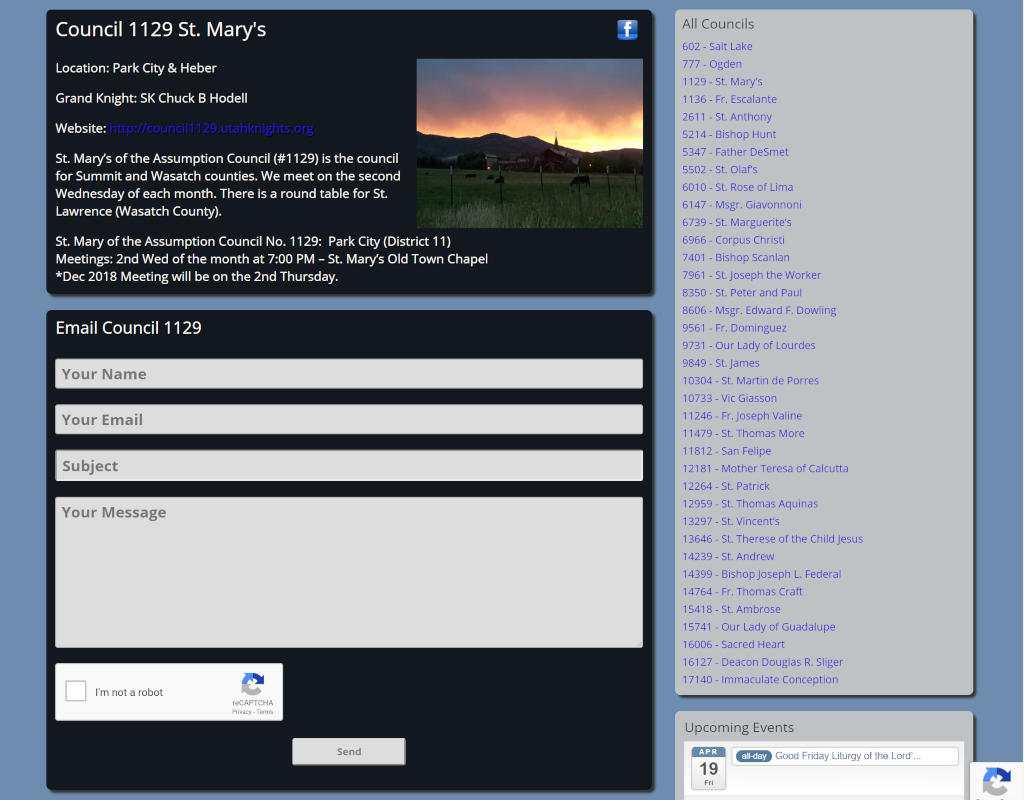 Council 1129 St. Mary's
Location: Park City & Heber
Grand Knight: SK Chuck B Hodell
Website: http://council1129.utahknights.org
St. Mary’s of the Assumption Council (#1129) is the council
for Summit and Wasatch counties. We meet on the second
Wednesday of each month. There is a round table for St.
Lawrence (Wasatch County).
St. Mary of the Assumption Council No. 1129:  Park City (District 11)
Meetings: 2nd Wed of the month at 7:00 PM – St. Mary’s Old Town Chapel
*Dec 2018 Meeting will be on the 2nd Thursday.
Email Council 1129
Your Name
Your Email
Subject
Your Message
I'm not a robot
reCAPTCHA
Privacy - Terms
Send
All Councils
602 - Salt Lake
777 - Ogden
1129 - St. Mary's
1136 - Fr. Escalante
2611 - St. Anthony
5214 - Bishop Hunt
5347 - Father DeSmet
5502 - St. Olaf's
6010 - St. Rose of Lima
6147 - Msgr. Giavonnoni
6739 - St. Marguerite's
6966 - Corpus Christi
7401 - Bishop Scanlan
7961 - St. Joseph the Worker
8350 - St. Peter and Paul
8606 - Msgr. Edward F. Dowling
9561 - Fr. Dominguez
9731 - Our Lady of Lourdes
9849 - St. James
10304 - St. Martin de Porres
10733 - Vic Giasson
11246 - Fr. Joseph Valine
11479 - St. Thomas More
11812 - San Felipe
12181 - Mother Teresa of Calcutta
12264 - St. Patrick
12959 - St. Thomas Aquinas
13297 - St. Vincent's
13646 - St. Therese of the Child Jesus
14239 - St. Andrew
14399 - Bishop Joseph L. Federal
14764 - Fr. Thomas Craft
15418 - St. Ambrose
15741 - Our Lady of Guadalupe
16006 - Sacred Heart
16127 - Deacon Douglas R. Sliger
17140 - Immaculate Conception
Upcoming Events
APR
19
Fri
all-day Good Friday Liturgy of the Lord’...